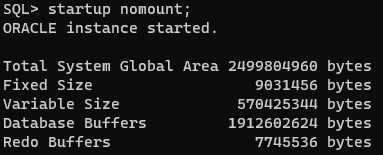 SQL> startup nomount;
ORACLE instance started.
Total System Global Area 2499804960 bytes
Fixed Size 9031456 bytes
Variable Size 570425344 bytes
Database Buffers 1912602624 bytes
Redo Buffers 7745536 bytes